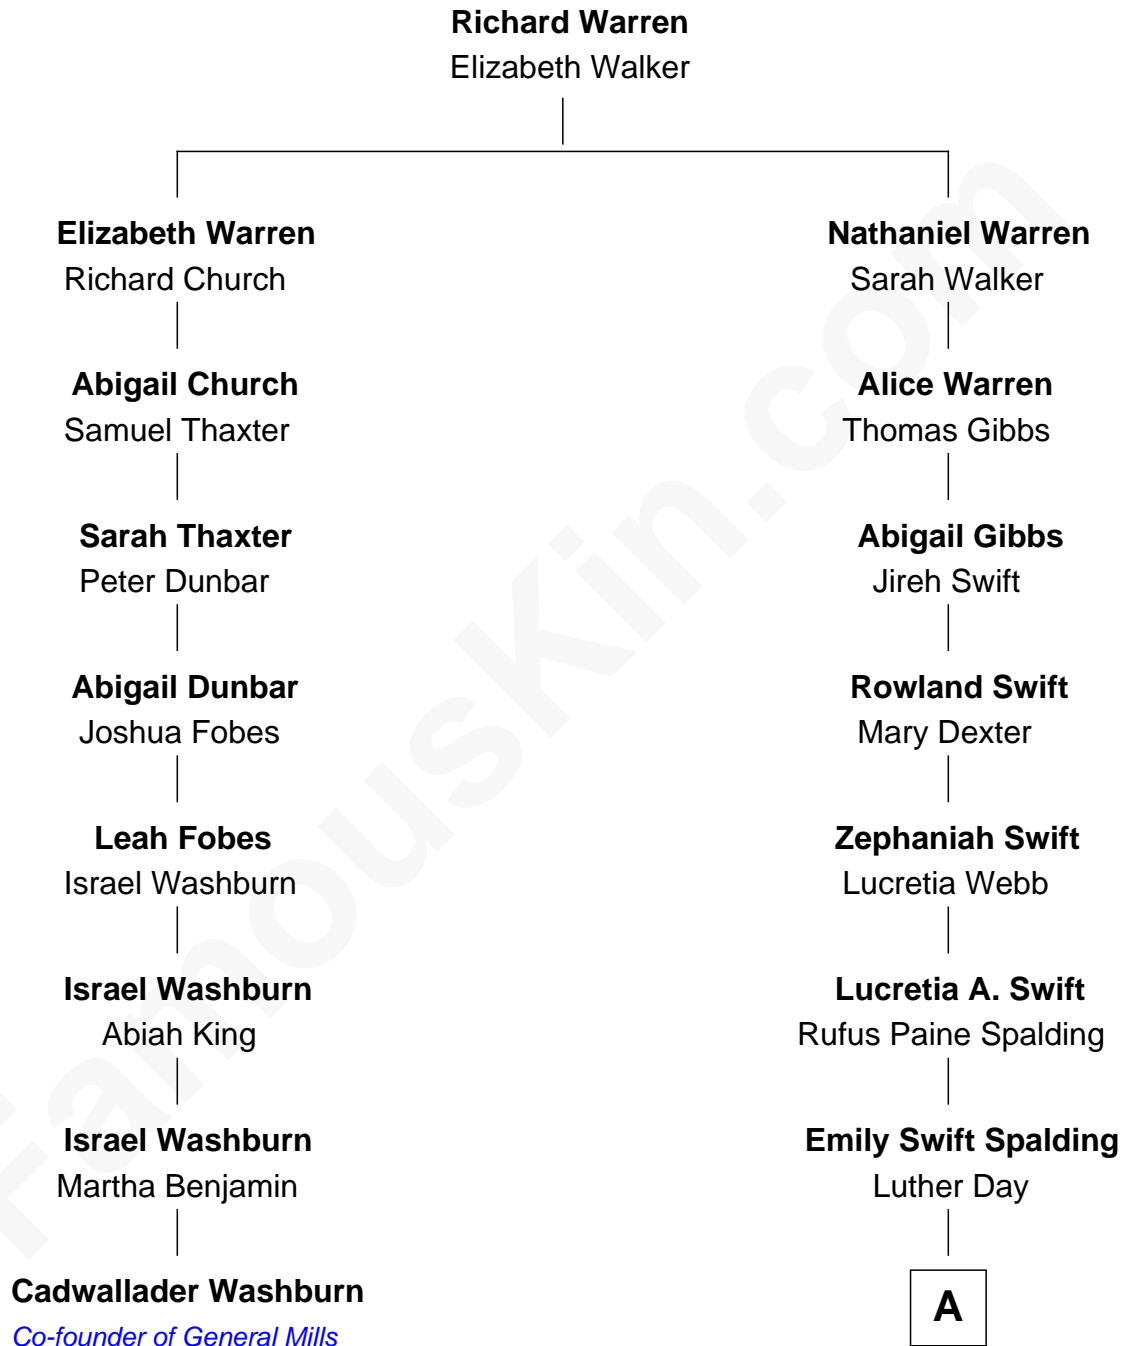 Richard Warren
Elizabeth Walker
Elizabeth Warren
Richard Church
Nathaniel Warren
Sarah Walker
Abigail Church
Samuel Thaxter
Alice Warren
Thomas Gibbs
Sarah Thaxter
Peter Dunbar
Abigail Gibbs
Jireh Swift
Abigail Dunbar
Joshua Fobes
Rowland Swift
Mary Dexter
Leah Fobes
Israel Washburn
Zephaniah Swift
Lucretia Webb
Israel Washburn
Abiah King
Lucretia A. Swift
Rufus Paine Spalding
Israel Washburn
Martha Benjamin
Emily Swift Spalding
Luther Day
Cadwallader Washburn
Co-founder of General Mills
A
FamousKin.com